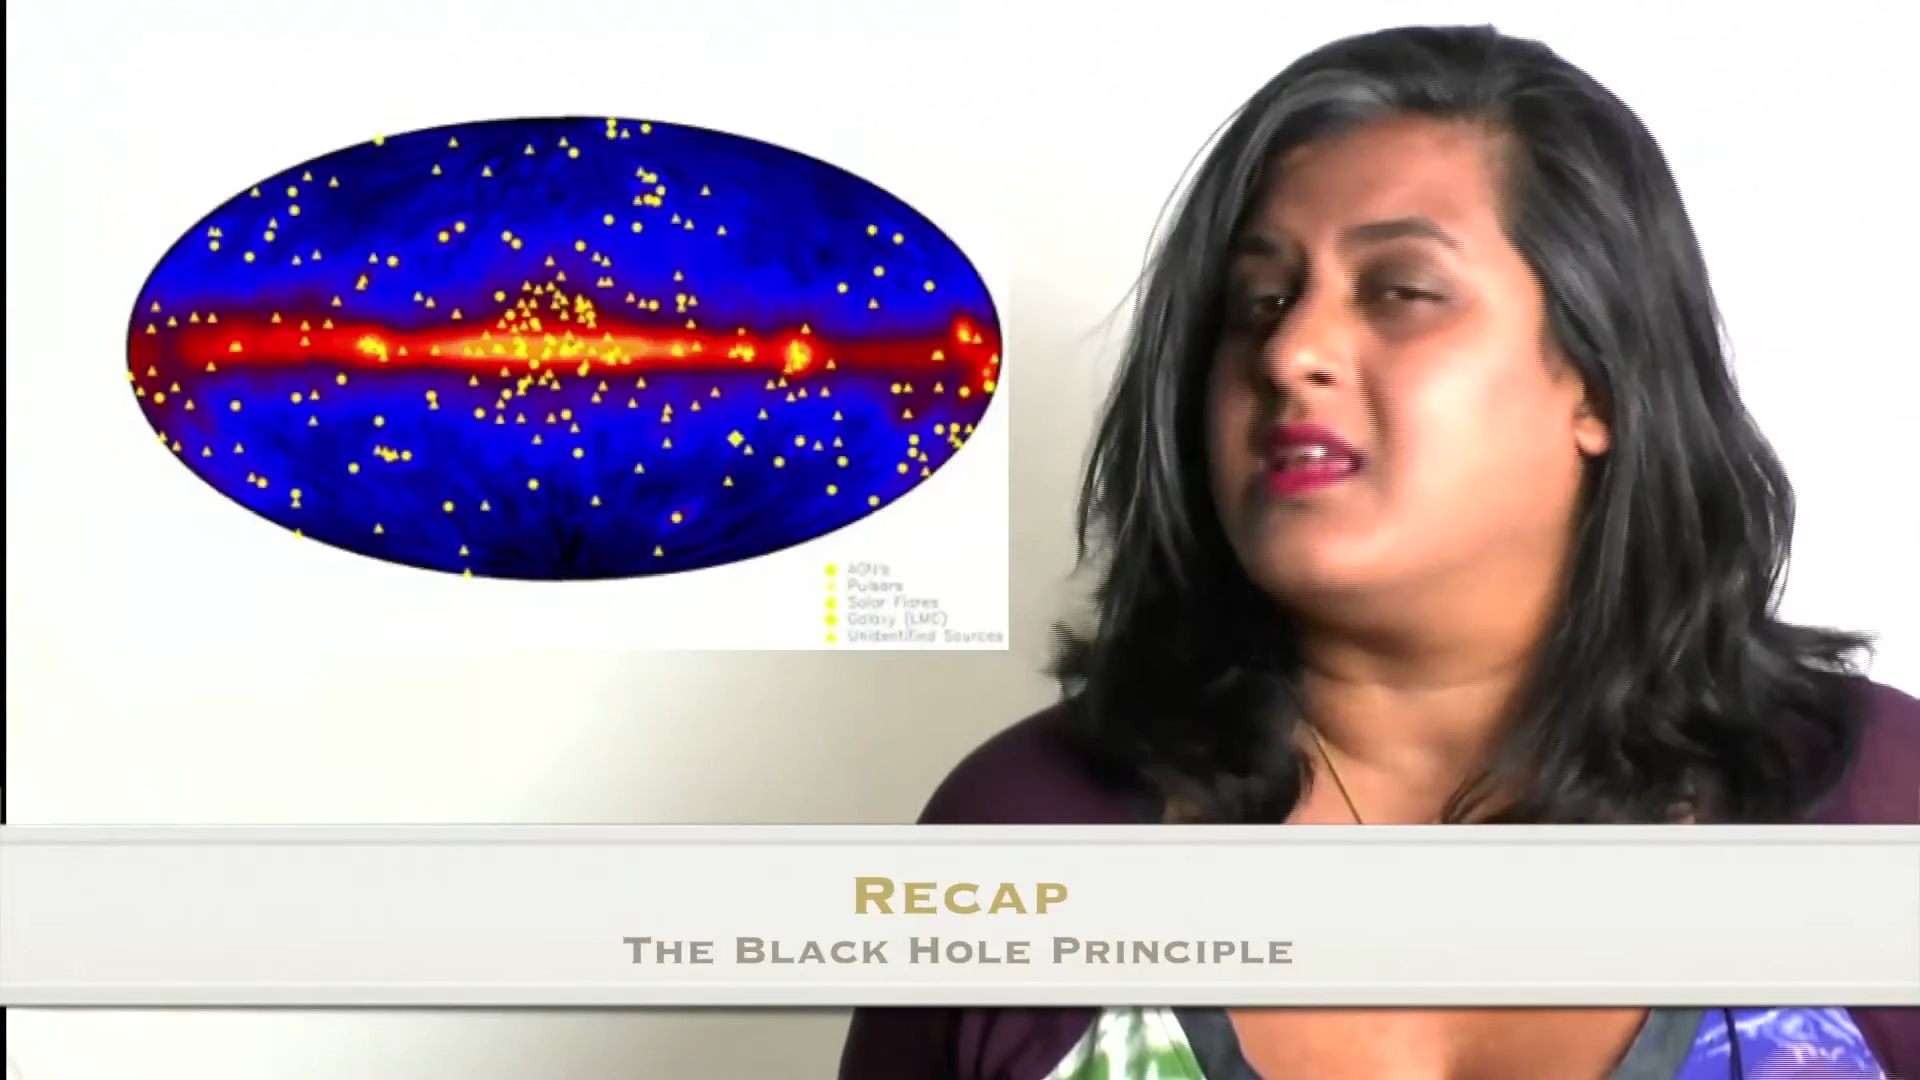 AGN's
Pulsars
Solar Flares
Galaxy (LMC)
Unidentified Sources
RECAP
THE BLACK HOLE PRINCIPLE